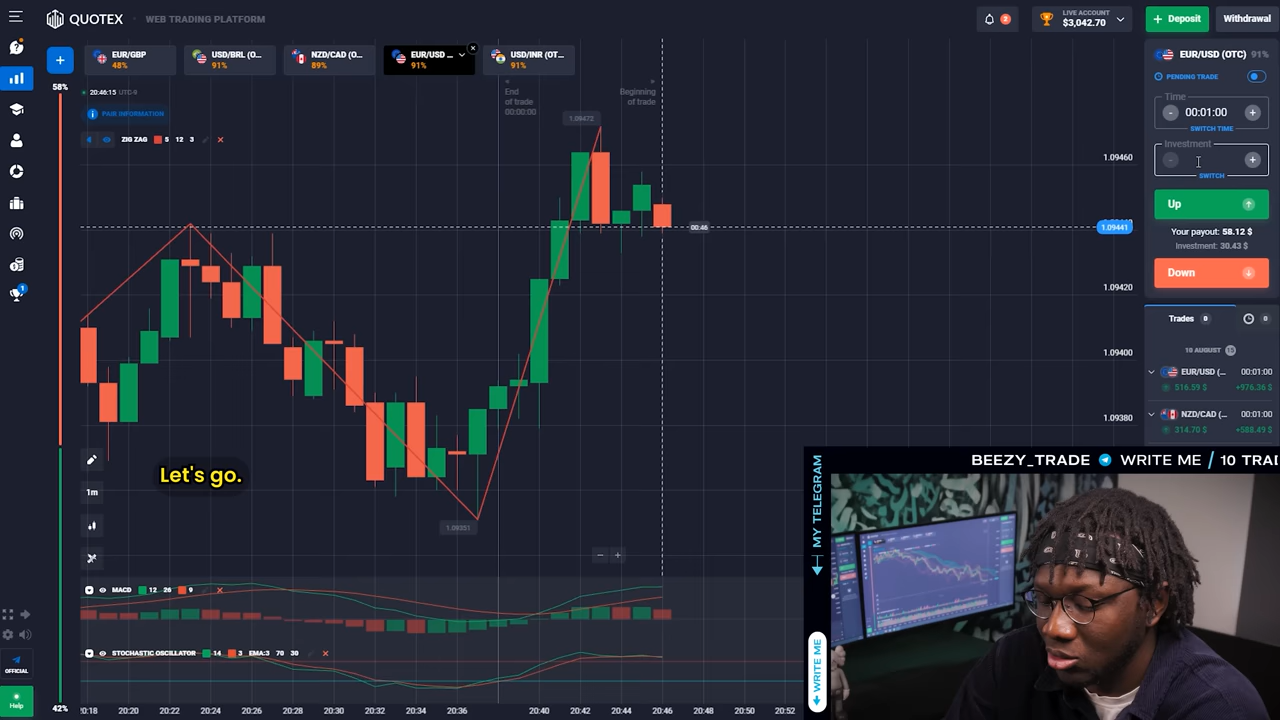 QUOTEX
WEB TRADING PLATFORM
2
LIVE ACCOUNT
$3,042.70
+ Deposit
Withdrawal
EUR/GBP
48%
USD/BRL (O...
91%
NZD/CAD (O...
89%
EUR/USD ...
91%
USD/INR (OT...
91%
EUR/USD (OTC) 91%
PENDING TRADE
Time
- 00:01:00 +
SWITCH TIME
Investment
- +
SWITCH
Up
Your payout: 58.12 $
Investment: 30.43 $
Down
Trades 0
10 AUGUST 15
EUR/USD (... 00:01:00
516.59 $ +976.36 $
NZD/CAD (... 00:01:00
314.70 $ +588.49 $
58%
20:46:15 UTC-9
PAIR INFORMATION
4 ZIG ZAG 5 12 3
End
of trade
00:00:00
Beginning
of trade
1.09472
1.09460
00:46
1.09441
1.09420
1.09400
1.09380
1.09351
Let's go.
1m
MACD 12 26 9
STOCHASTIC OSCILLATOR 14 3 EMA:3 70 30
42%
20:18 20:20 20:22 20:24 20:26 20:28 20:30 20:32 20:34 20:36 20:40 20:42 20:44 20:46 20:48 20:50 20:52
1
OFFICIAL
Help
BEEZY_TRADE WRITE ME / 10 TRAI
MY TELEGRAM
WRITE ME